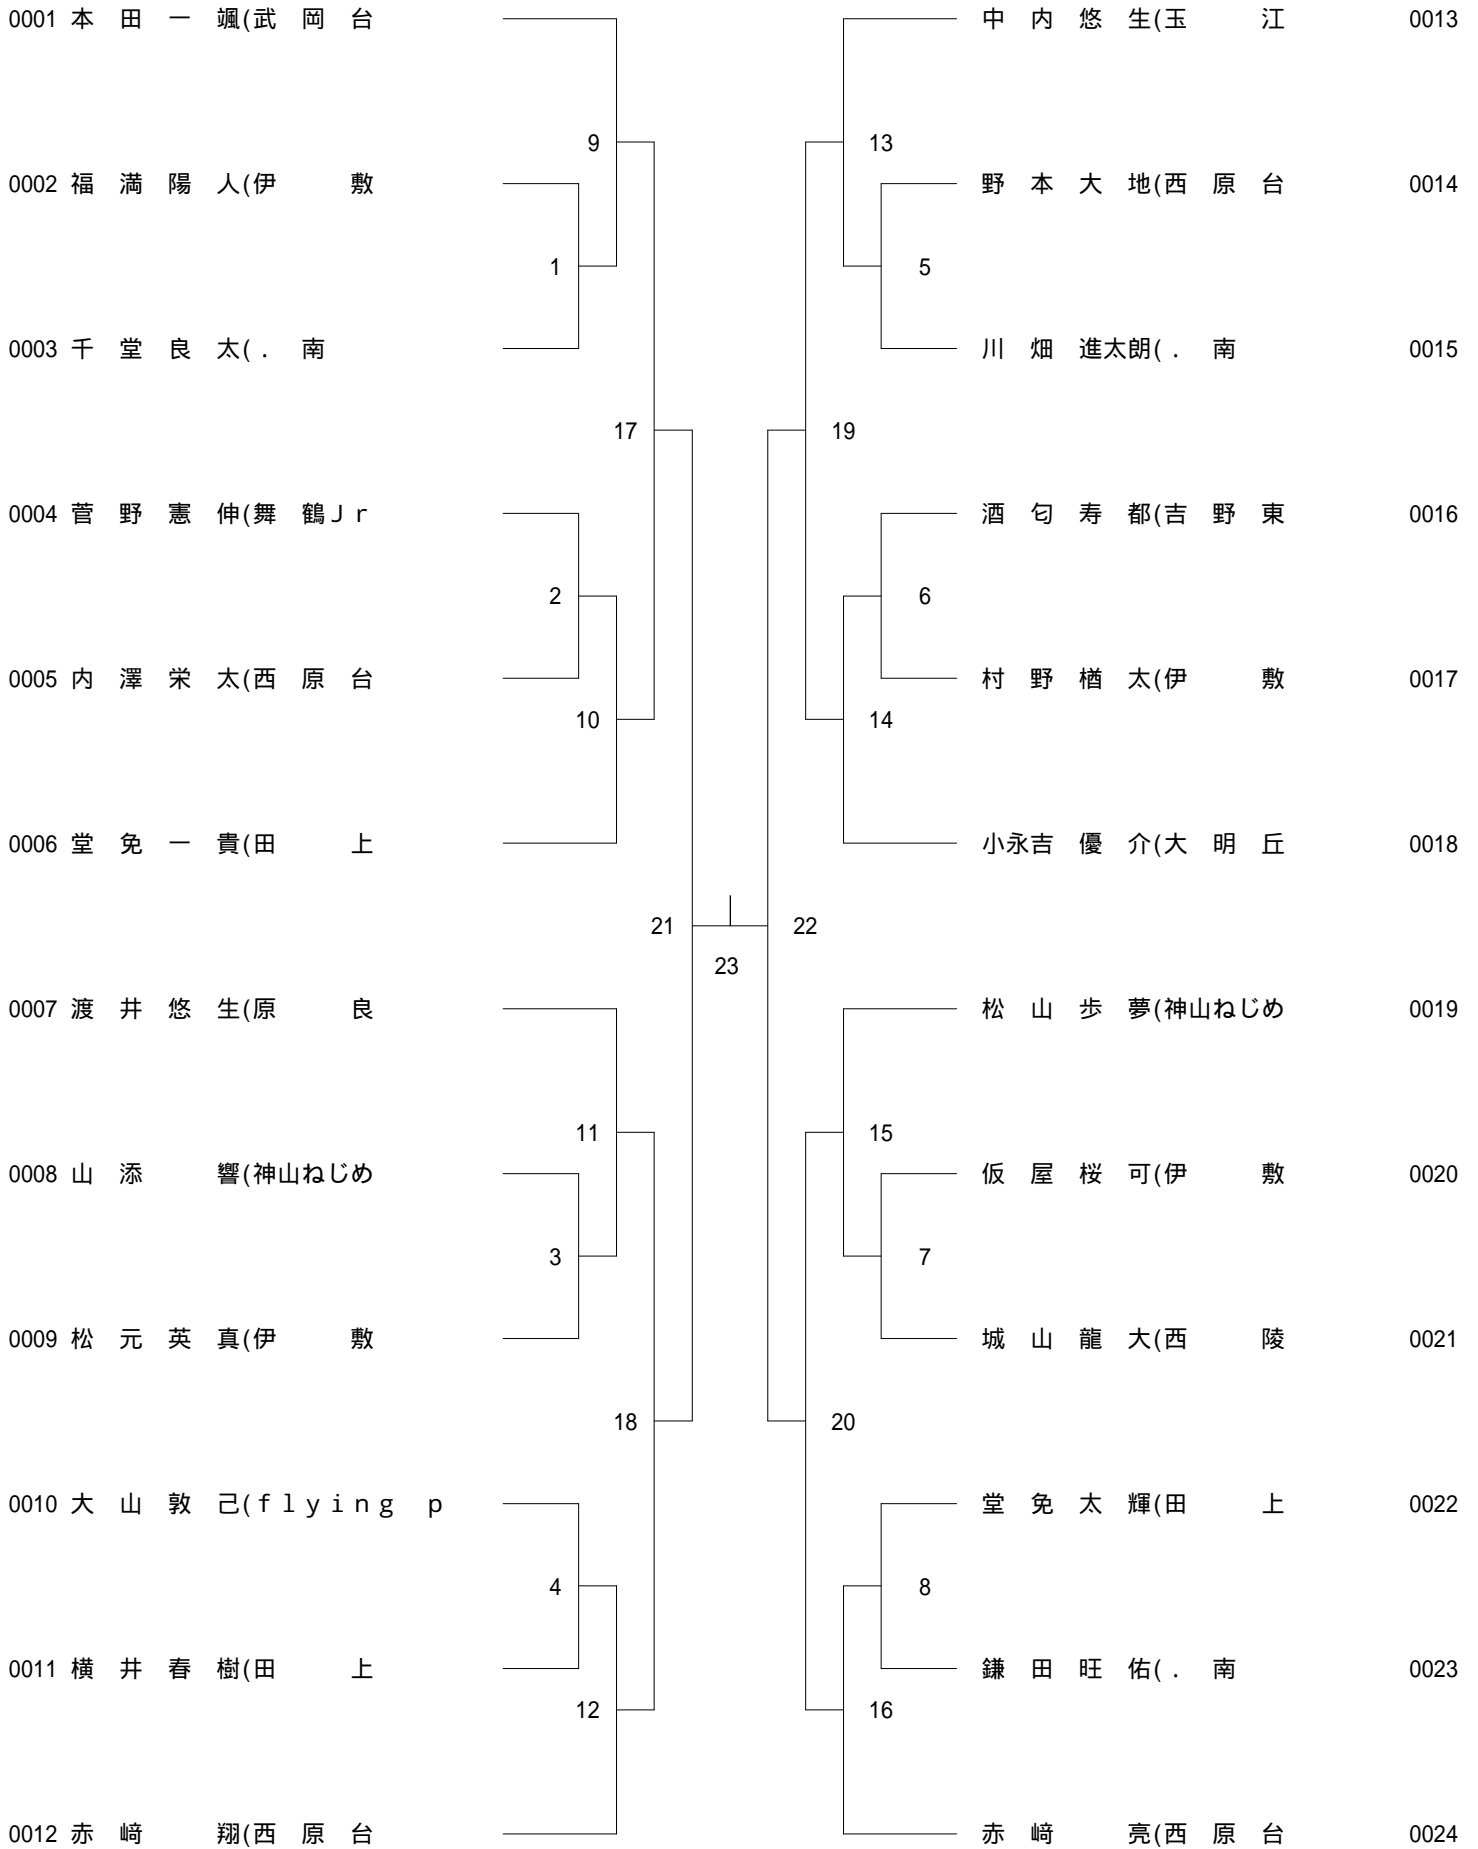 0001 本 田 一 颯(武 岡 台
9
0002 福 満 陽 人(伊 敷
1
0003 千 堂 良 太(． 南
17
0004 菅 野 憲 伸(舞 鶴Ｊｒ
2
0005 内 澤 栄 太(西 原 台
10
0006 堂 免 一 貴(田 上
21
0007 渡 井 悠 生(原 良
11
0008 山 添 響(神山ねじめ
3
0009 松 元 英 真(伊 敷
18
0010 大 山 敦 己(ｆｌｙｉｎｇ ｐ
4
0011 横 井 春 樹(田 上
12
0012 赤 﨑 翔(西 原 台
23
中 内 悠 生(玉 江 0013
13
野 本 大 地(西 原 台 0014
5
川 畑 進太朗(． 南 0015
19
酒 匂 寿 都(吉 野 東 0016
6
村 野 楢 太(伊 敷 0017
14
小永吉 優 介(大 明 丘 0018
22
松 山 歩 夢(神山ねじめ 0019
15
仮 屋 桜 可(伊 敷 0020
7
城 山 龍 大(西 陵 0021
20
堂 免 太 輝(田 上 0022
8
鎌 田 旺 佑(． 南 0023
16
赤 﨑 亮(西 原 台 0024